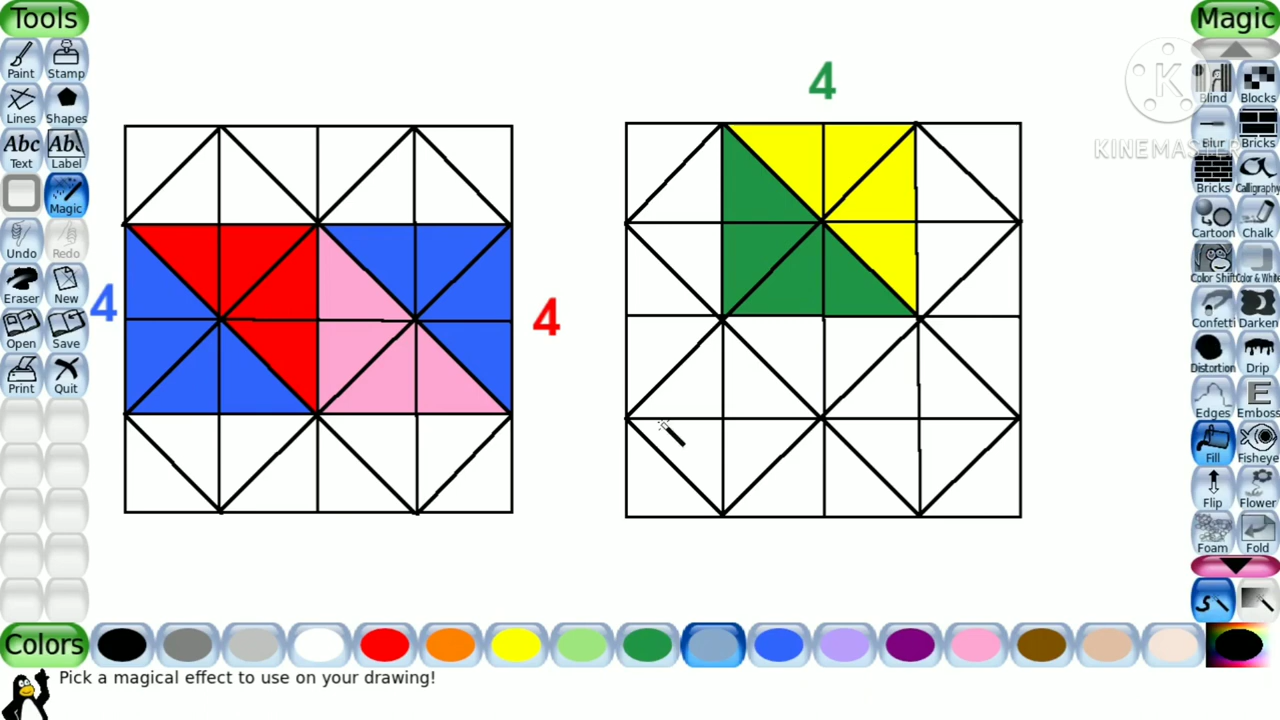 Tools
Magic
Paint
Stamp
Lines
Shapes
Abc
Text
Abc
Label
Magic
Undo
Redo
Eraser
New
Open
Save
Print
Quit
4
4
4
K
KINEMASTER
Blind
Blocks
Blur
Bricks
Bricks
Calligraphy
Cartoon
Chalk
Color Shift
Color & White
Confetti
Darken
Distortion
Drip
Edges
E
Emboss
Fill
Fisheye
Flip
Flower
Foam
Fold
Colors
Pick a magical effect to use on your drawing!